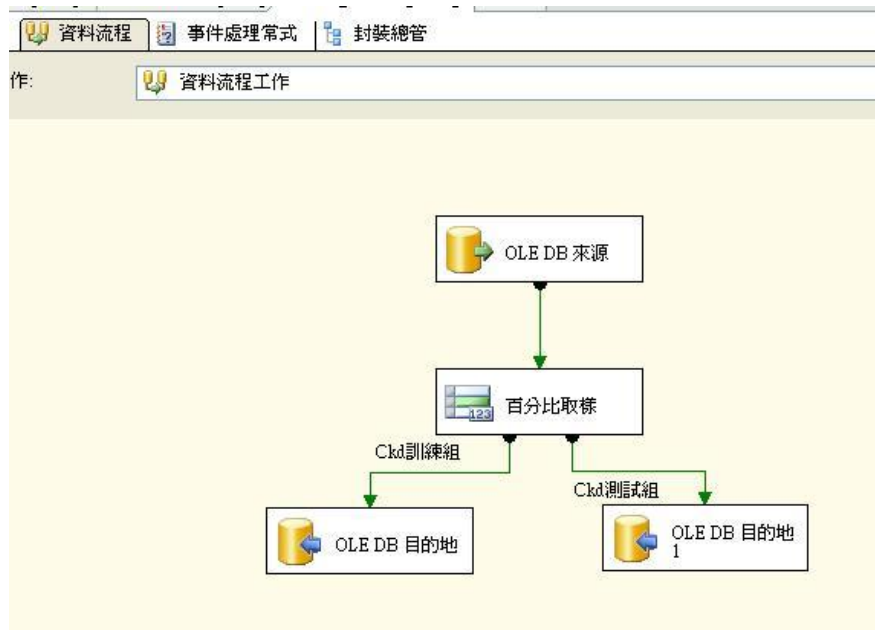 資料流程 事件處理常式 封裝總管
作: 資料流程工作
OLE DB 來源
123 百分比取樣
Ckd訓練組
Ckd測試組
OLE DB 目的地
OLE DB 目的地
1